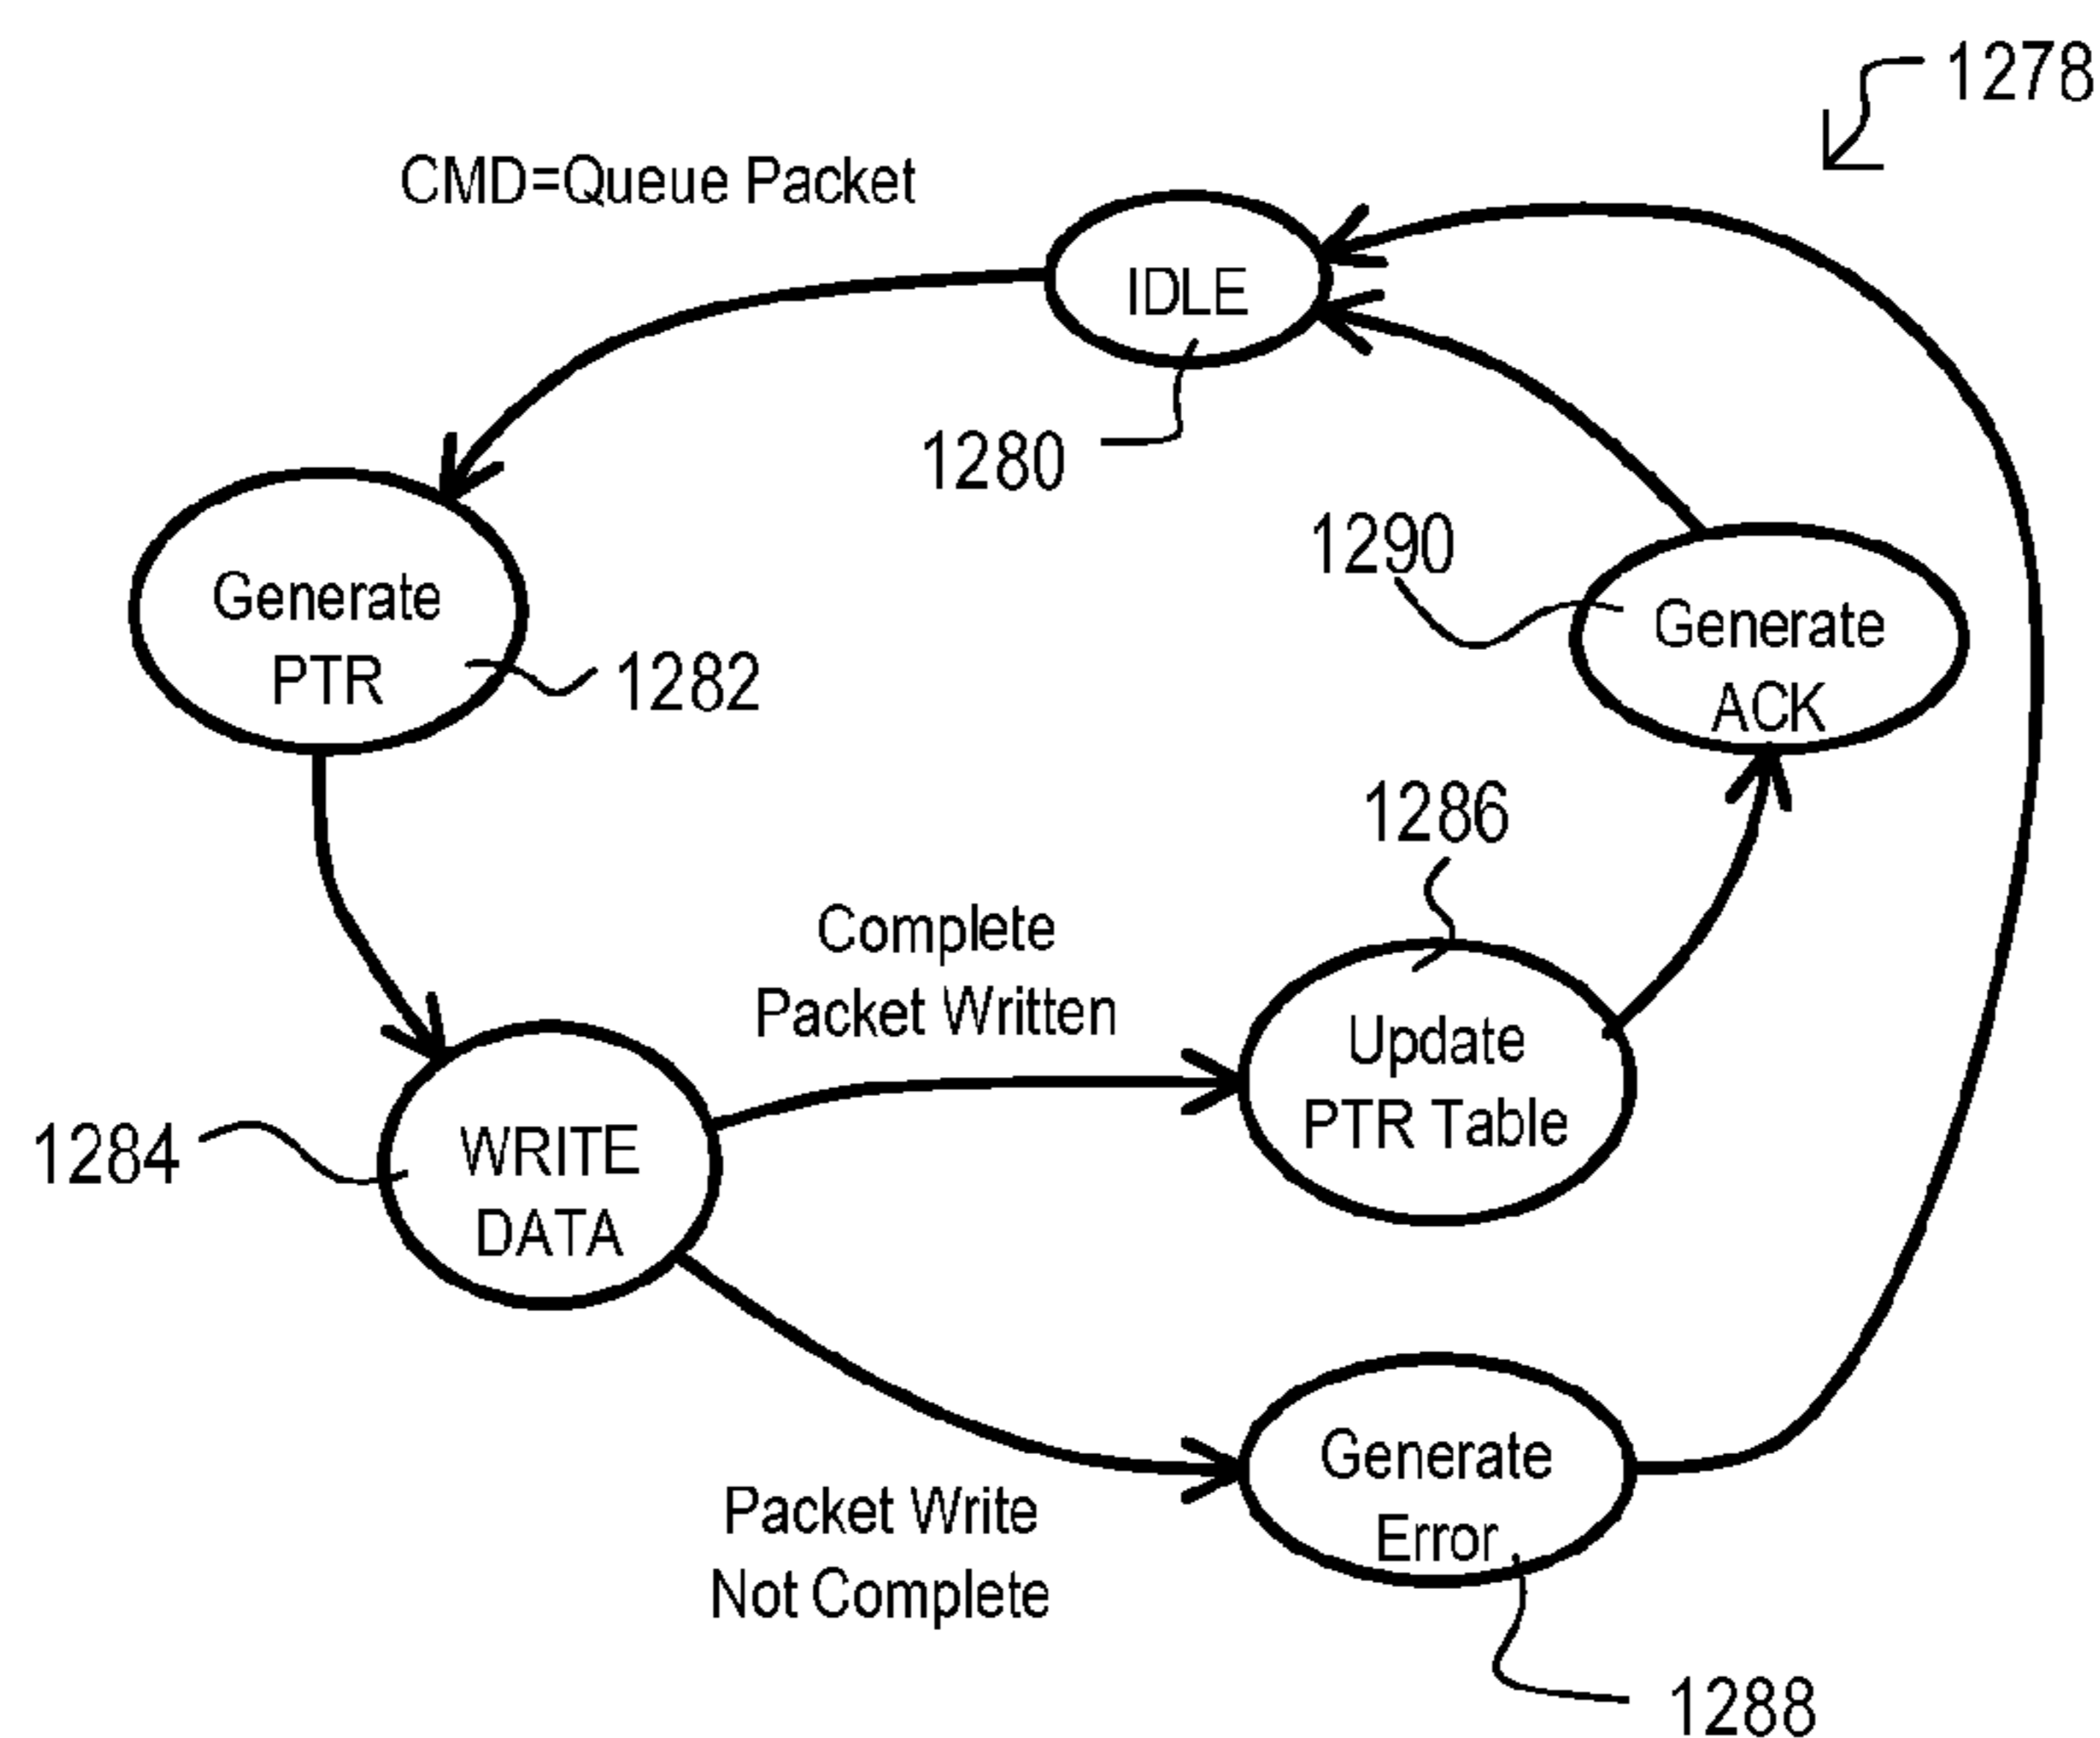 1278
CMD=Queue Packet
IDLE
1280
1290
Generate
PTR
1282
Generate
ACK
1286
Complete
Packet Written
Update
PTR Table
1284
WRITE
DATA
Generate
Error
Packet Write
Not Complete
1288